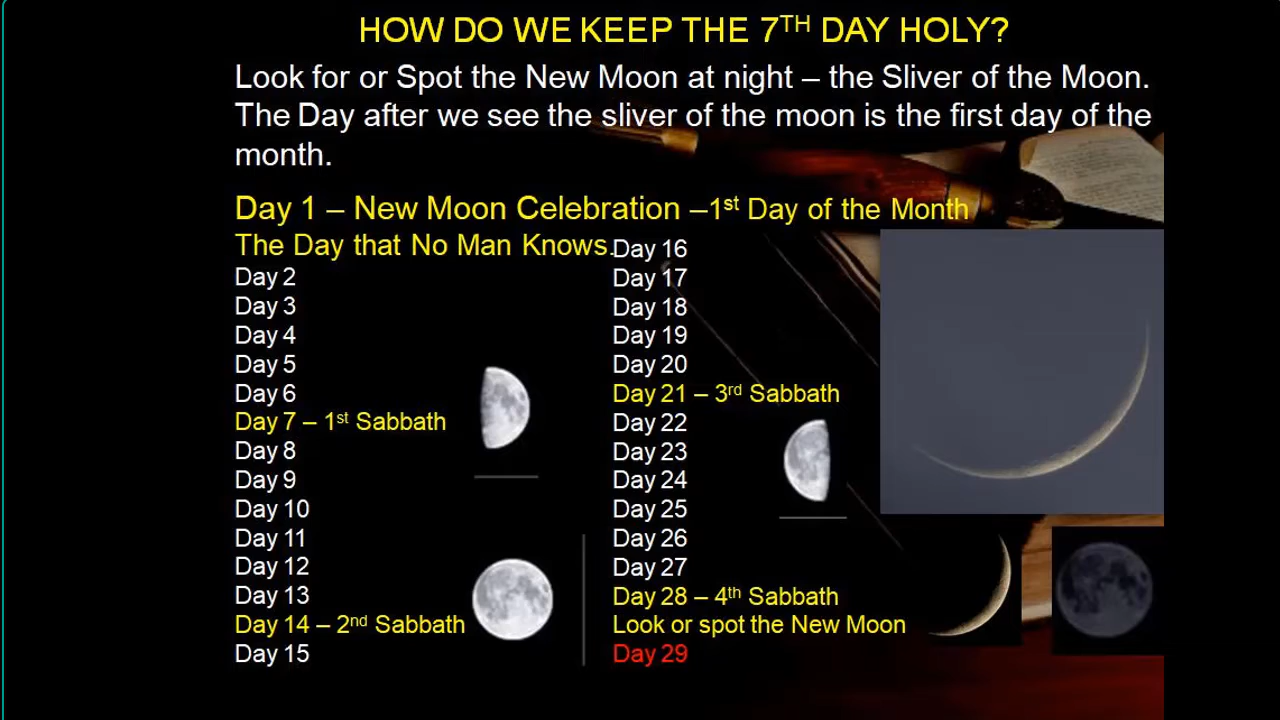 HOW DO WE KEEP THE 7TH DAY HOLY?
Look for or Spot the New Moon at night – the Sliver of the Moon.
The Day after we see the sliver of the moon is the first day of the
month.
Day 1 – New Moon Celebration –1st Day of the Month
The Day that No Man Knows.
Day 2
Day 3
Day 4
Day 5
Day 6
Day 7 – 1st Sabbath
Day 8
Day 9
Day 10
Day 11
Day 12
Day 13
Day 14 – 2nd Sabbath
Day 15
Day 16
Day 17
Day 18
Day 19
Day 20
Day 21 – 3rd Sabbath
Day 22
Day 23
Day 24
Day 25
Day 26
Day 27
Day 28 – 4th Sabbath
Look or spot the New Moon
Day 29